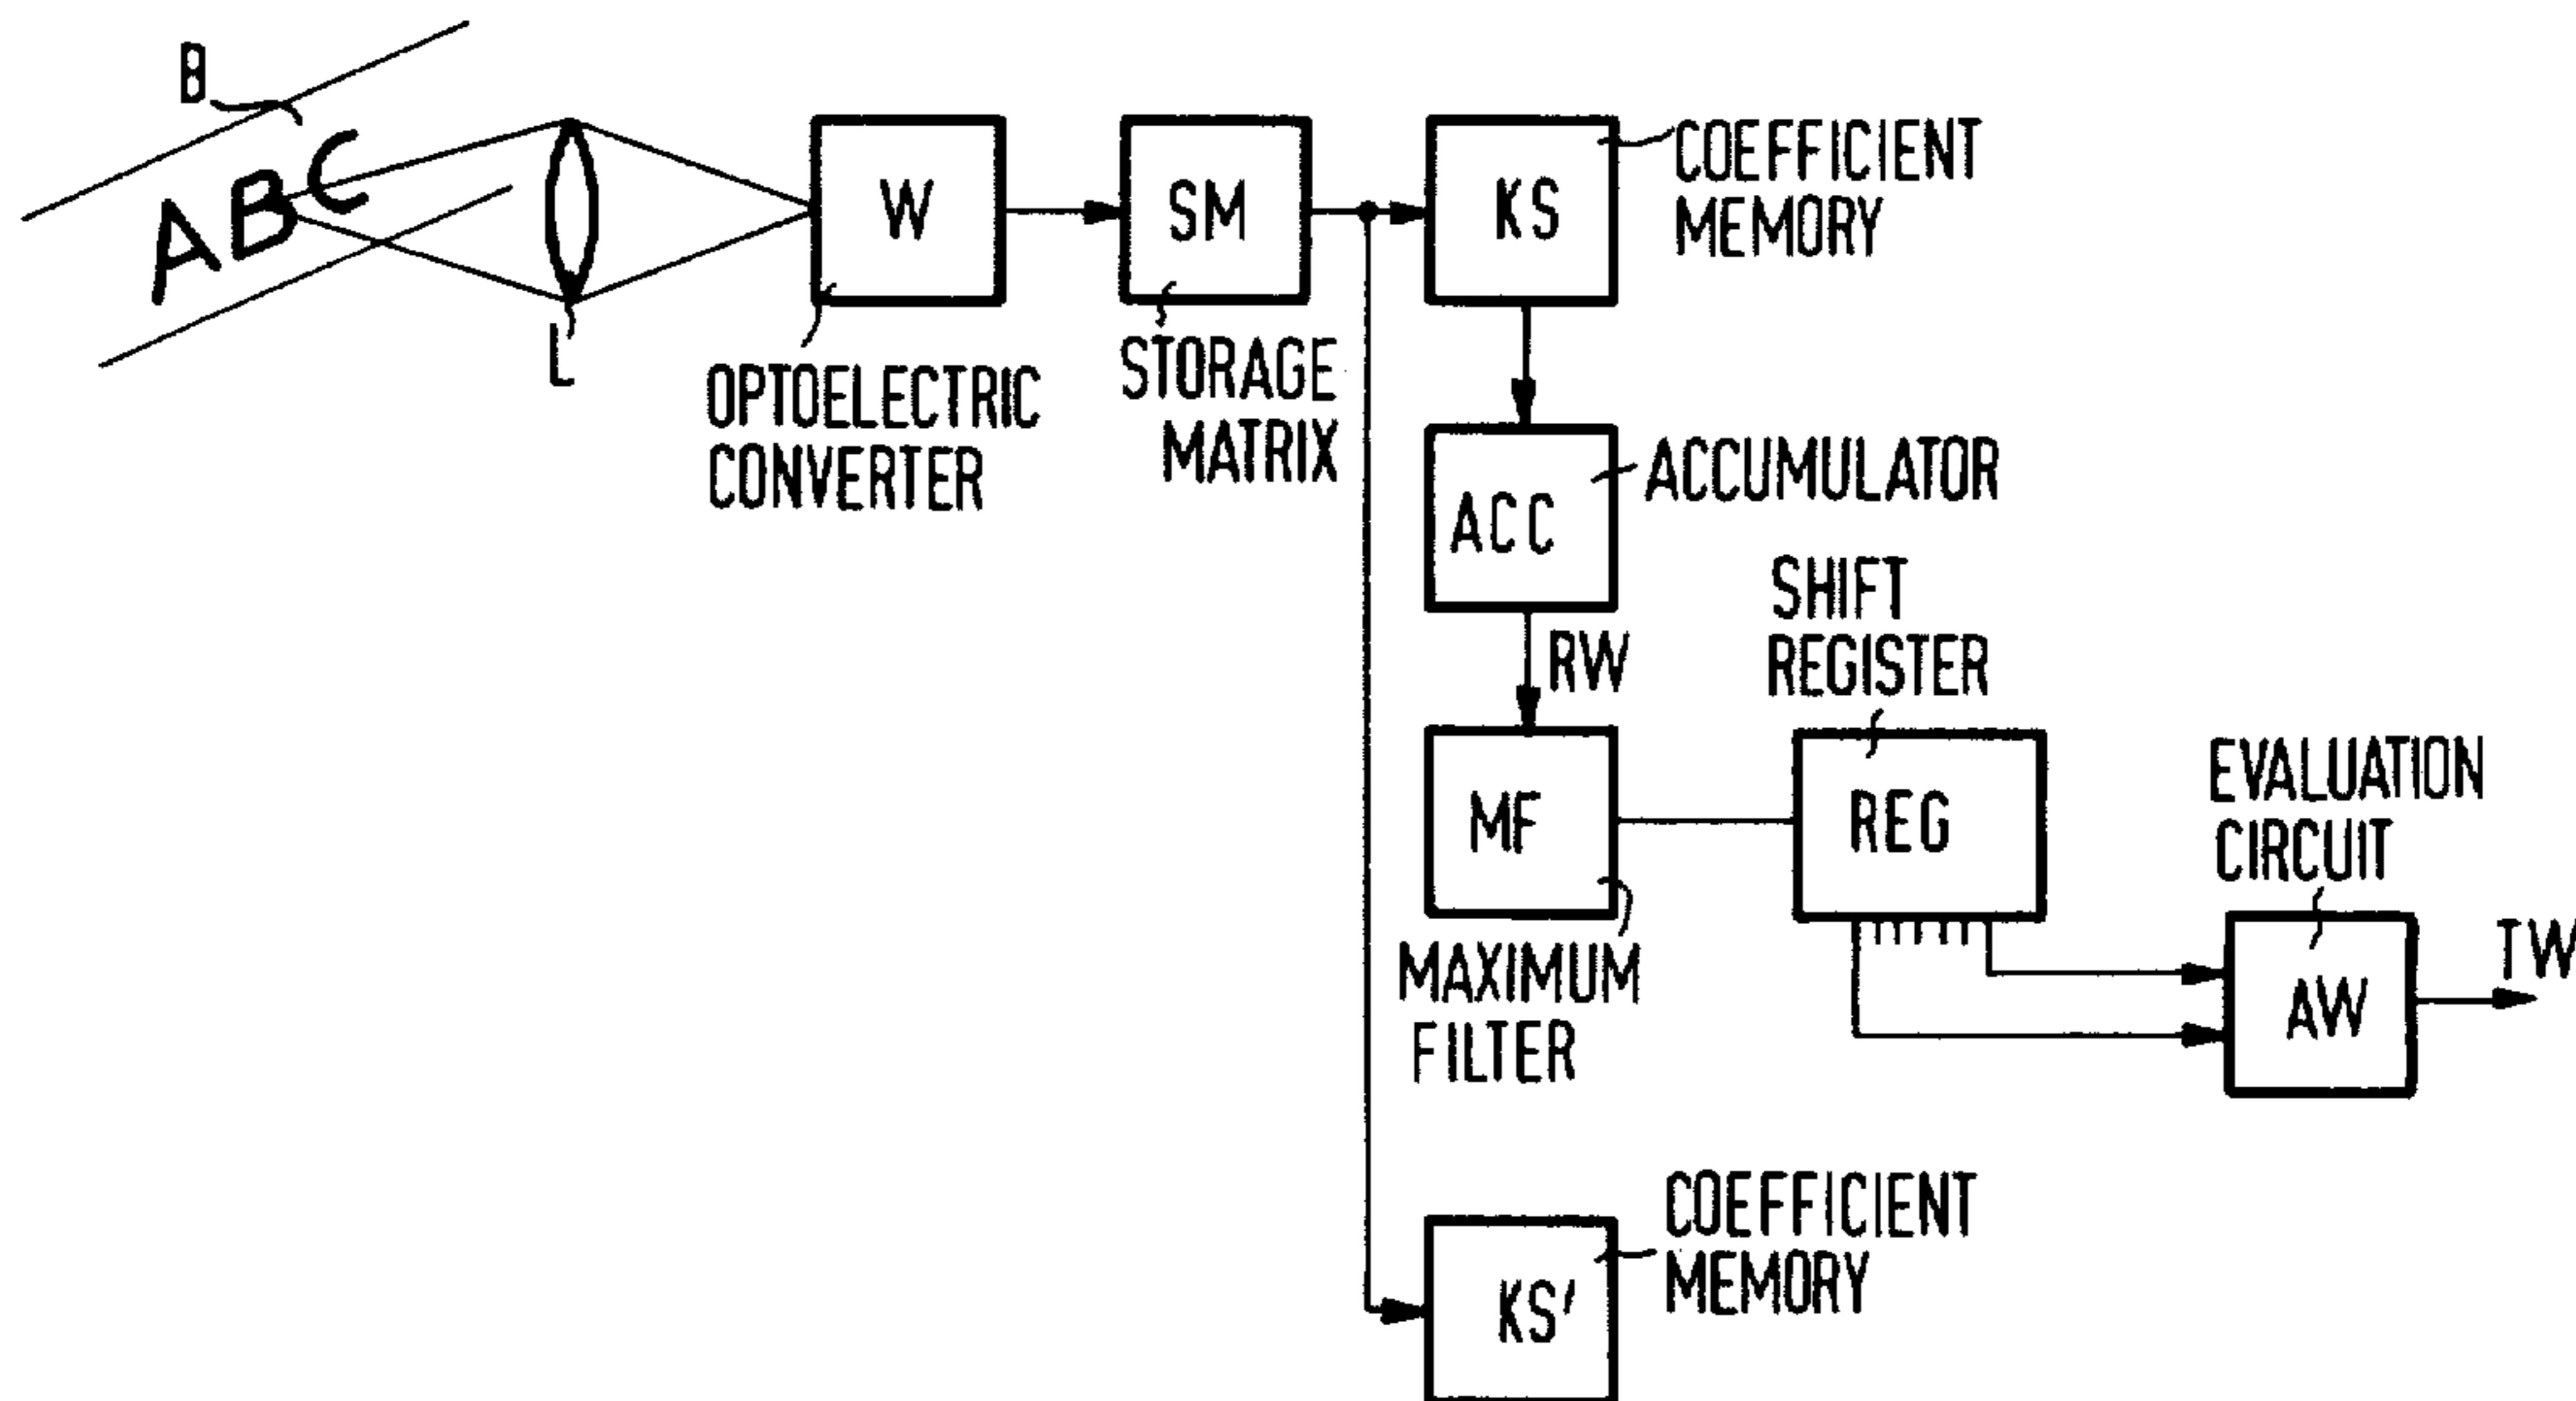 B
ABC
L
W
OPTOELECTRIC
CONVERTER
SM
STORAGE
MATRIX
KS
COEFFICIENT
MEMORY
ACC
ACCUMULATOR
RW
SHIFT
REGISTER
MF
MAXIMUM
FILTER
REG
EVALUATION
CIRCUIT
AW
TW
KS'
COEFFICIENT
MEMORY